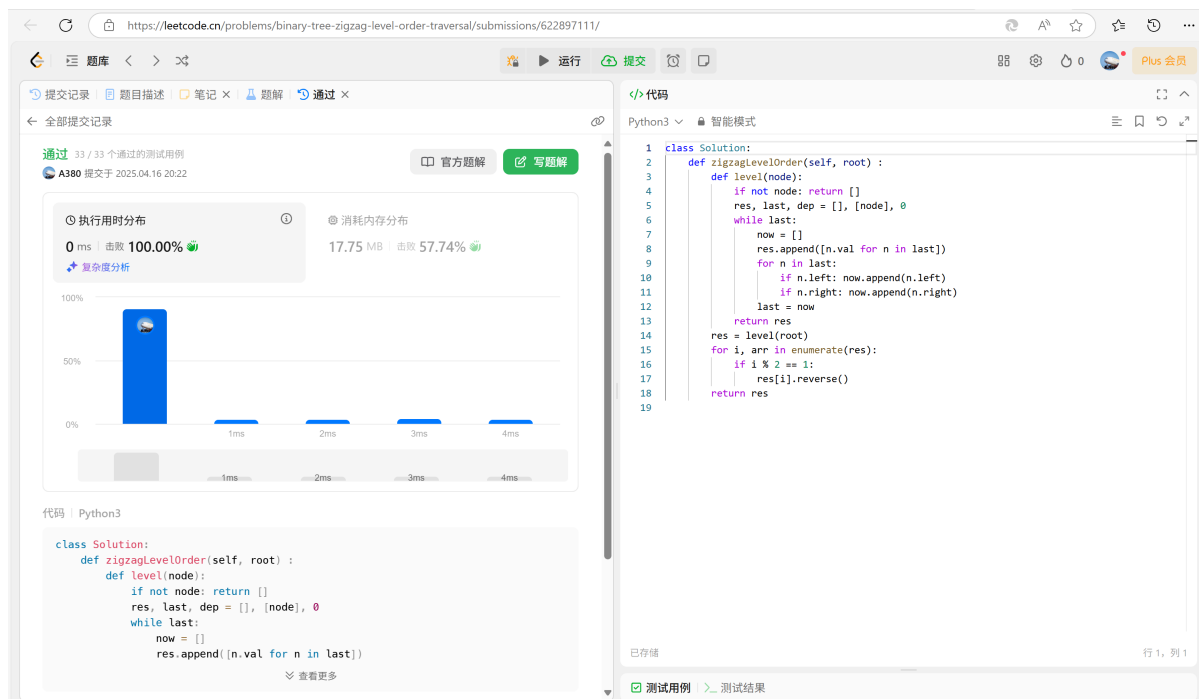 https://leetcode.cn/problems/binary-tree-zigzag-level-order-traversal/submissions/622897111/
题库
运行
提交
0
Plus 会员
提交记录
题目描述
笔记
题解
通过
全部提交记录
通过 33 / 33 个通过的测试用例
A380 提交于 2025.04.16 20:22
官方题解
写题解
执行用时分布
0 ms 击败 100.00%
复杂度分析
消耗内存分布
17.75 MB 击败 57.74%
100%
50%
0%
1ms 2ms 3ms 4ms
1ms 2ms 3ms 4ms
代码 Python3
class Solution:
    def zigzagLevelOrder(self, root) :
        def level(node):
            if not node: return []
            res, last, dep = [], [node], 0
            while last:
                now = []
                res.append([n.val for n in last])
查看更多
代码
Python3 智能模式
1 class Solution:
2     def zigzagLevelOrder(self, root) :
3         def level(node):
4             if not node: return []
5             res, last, dep = [], [node], 0
6             while last:
7                 now = []
8                 res.append([n.val for n in last])
9                 for n in last:
10                     if n.left: now.append(n.left)
11                     if n.right: now.append(n.right)
12                 last = now
13             return res
14         res = level(root)
15         for i, arr in enumerate(res):
16             if i % 2 == 1:
17                 res[i].reverse()
18         return res
19
已存储
行 1，列 1
测试用例
测试结果